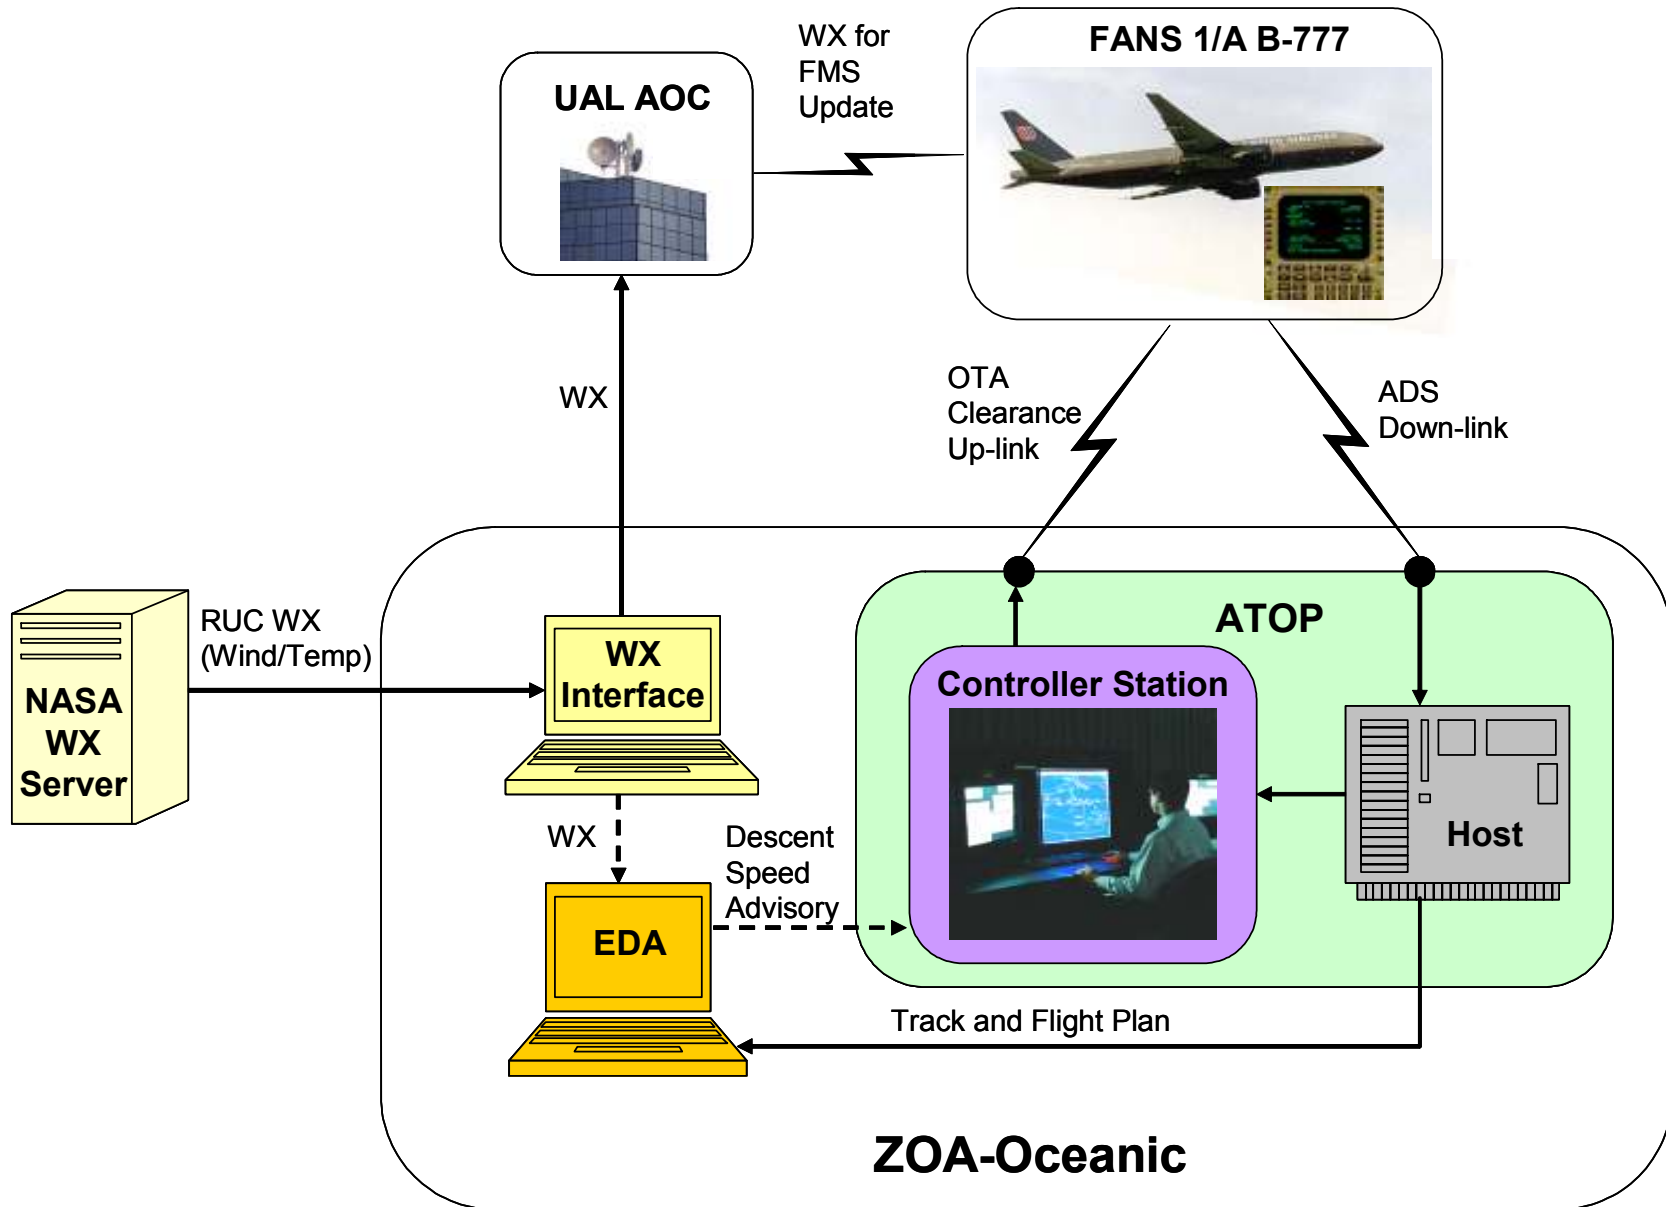 WX for
FMS
Update
FANS 1/A B-777
UAL AOC
WX
OTA
Clearance
Up-link
ADS
Down-link
RUC WX
(Wind/Temp)
NASA
WX
Server
WX
Interface
ATOP
Controller Station
Host
WX
Descent
Speed
Advisory
EDA
Track and Flight Plan
ZOA-Oceanic